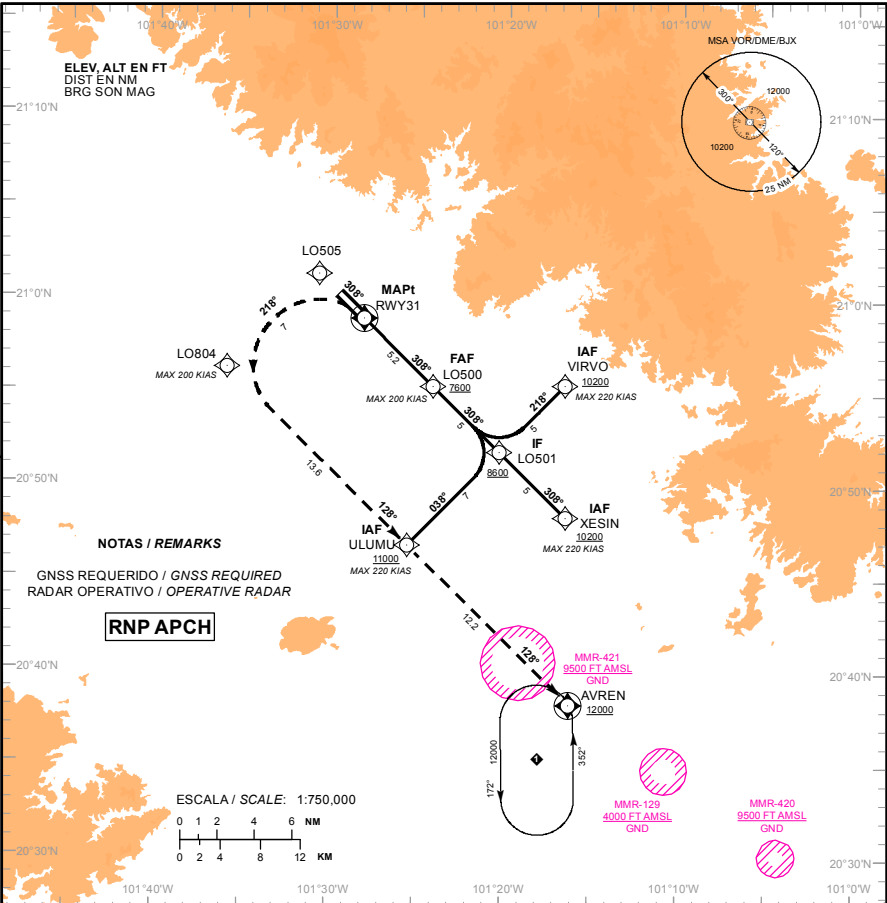 101°40'W
101°30'W
101°20'W
101°10'W
101°0'W
ELEV, ALT EN FT
DIST EN NM
BRG SON MAG
MSA VOR/DME/BJX
300°
12000
120°
10200
25 NM
21°10'N
21°10'N
LO505
308°
MAPt
RWY31
21°0'N
21°0'N
218°
7
5.2
LO804
MAX 200 KIAS
308°
FAF
LO500
7600
MAX 200 KIAS
IAF
VIRVO
10200
MAX 220 KIAS
308°
5
218°
5
IF
LO501
8600
20°50'N
20°50'N
13.6
038°
7
5
308°
IAF
XESIN
10200
MAX 220 KIAS
128°
IAF
ULUMU
11000
MAX 220 KIAS
NOTAS / REMARKS
GNSS REQUERIDO / GNSS REQUIRED
RADAR OPERATIVO / OPERATIVE RADAR
RNP APCH
12.2
128°
MMR-421
9500 FT AMSL
GND
20°40'N
20°40'N
AVREN
12000
12000
172°
1
352°
MMR-129
4000 FT AMSL
GND
MMR-420
9500 FT AMSL
GND
ESCALA / SCALE: 1:750,000
0 1 2 4 6 NM
0 2 4 8 12 KM
20°30'N
20°30'N
101°40'W
101°30'W
101°20'W
101°10'W
101°0'W